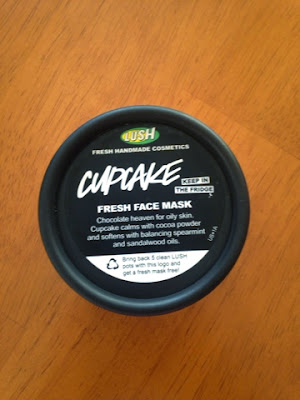 LUSH
FRESH HANDMADE COSMETICS
CUPCAKE
KEEP IN
THE FRIDGE
FRESH FACE MASK
Chocolate heaven for oily skin.
Cupcake calms with cocoa powder
and softens with balancing spearmint
and sandalwood oils.
Bring back 5 clean LUSH
pots with this logo and
get a fresh mask free!